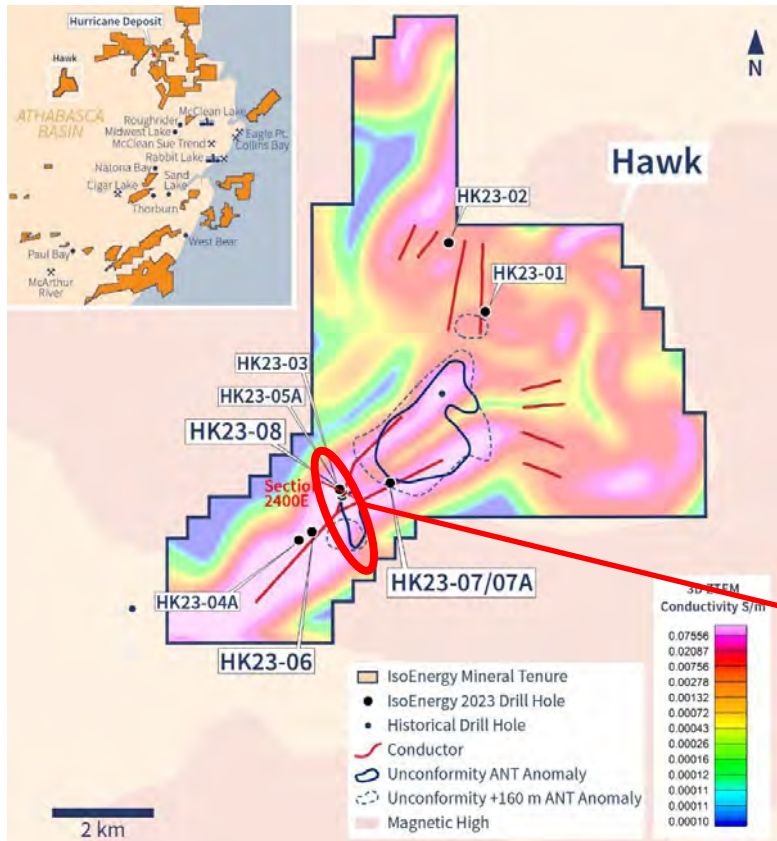 Hurricane Deposit
Hawk
ATHABASCA
BASIN
McClean Lake
Roughrider
Midwest Lake
McClean Sue Trend
Eagle Pt.
Collins Bay
Rabbit Lake
Natona Bay
Sand
Lake
Cigar Lake
Thorburn
West Bear
Paul Bay
McArthur
River
N
Hawk
HK23-02
HK23-01
HK23-03
HK23-05A
HK23-08
Section
2400E
HK23-07/07A
HK23-04A
HK23-06
3D ZTEM
Conductivity S/m
0.07556
0.02087
0.00756
0.00278
0.00132
0.00072
0.00043
0.00026
0.00016
0.00012
0.00011
0.00011
0.00010
IsoEnergy Mineral Tenure
IsoEnergy 2023 Drill Hole
Historical Drill Hole
Conductor
Unconformity ANT Anomaly
Unconformity +160 m ANT Anomaly
Magnetic High
2 km